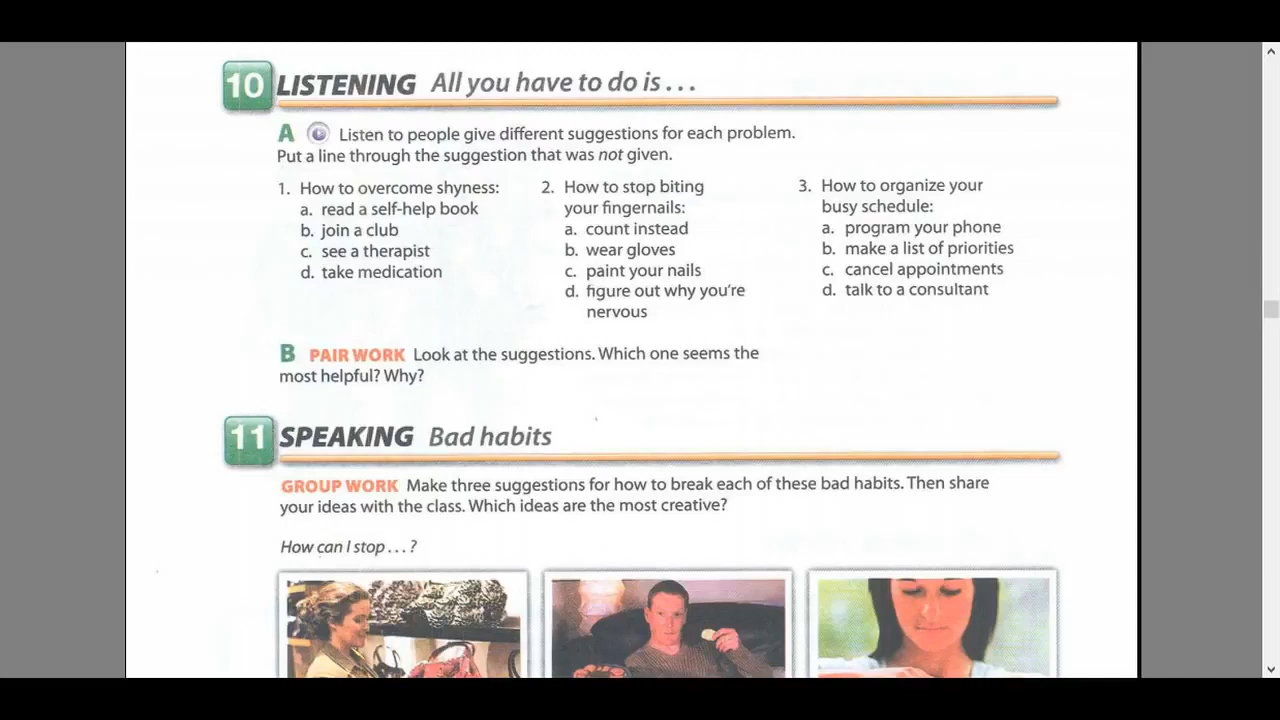 10 LISTENING All you have to do is . . .
A Listen to people give different suggestions for each problem.
Put a line through the suggestion that was not given.
1. How to overcome shyness:
a. read a self-help book
b. join a club
c. see a therapist
d. take medication
2. How to stop biting
your fingernails:
a. count instead
b. wear gloves
c. paint your nails
d. figure out why you're
nervous
3. How to organize your
busy schedule:
a. program your phone
b. make a list of priorities
c. cancel appointments
d. talk to a consultant
B PAIR WORK Look at the suggestions. Which one seems the
most helpful? Why?
11 SPEAKING Bad habits
GROUP WORK Make three suggestions for how to break each of these bad habits. Then share
your ideas with the class. Which ideas are the most creative?
How can I stop . . . ?